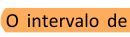 O intervalo de